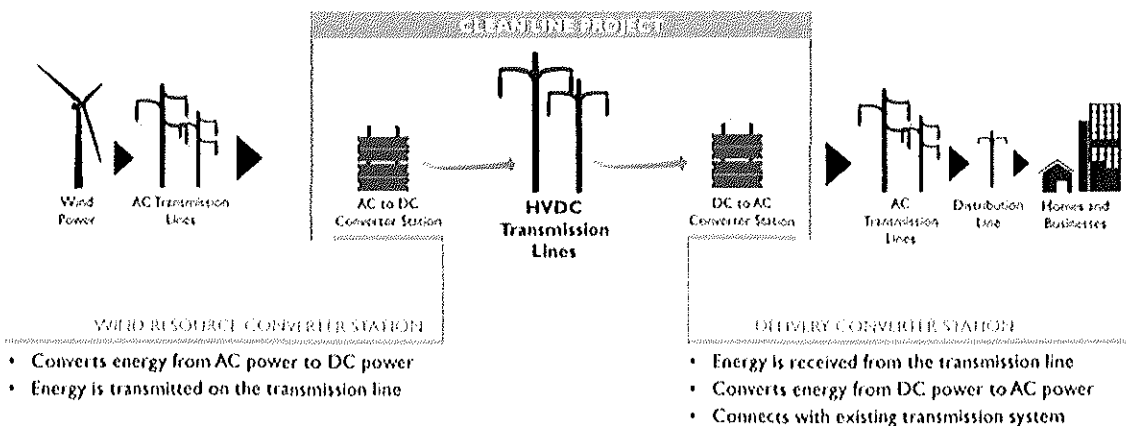 CLEAN LINE PROJECT
Wind
Power
AC Transmission
Lines
AC to DC
Converter Station
HVDC
Transmission
Lines
DC to AC
Converter Station
AC
Transmission
Lines
Distribution
Line
Homes and
Businesses
WIND RESOURCE CONVERTER STATION
• Converts energy from AC power to DC power
• Energy is transmitted on the transmission line
DELIVERY CONVERTER STATION
• Energy is received from the transmission line
• Converts energy from DC power to AC power
• Connects with existing transmission system